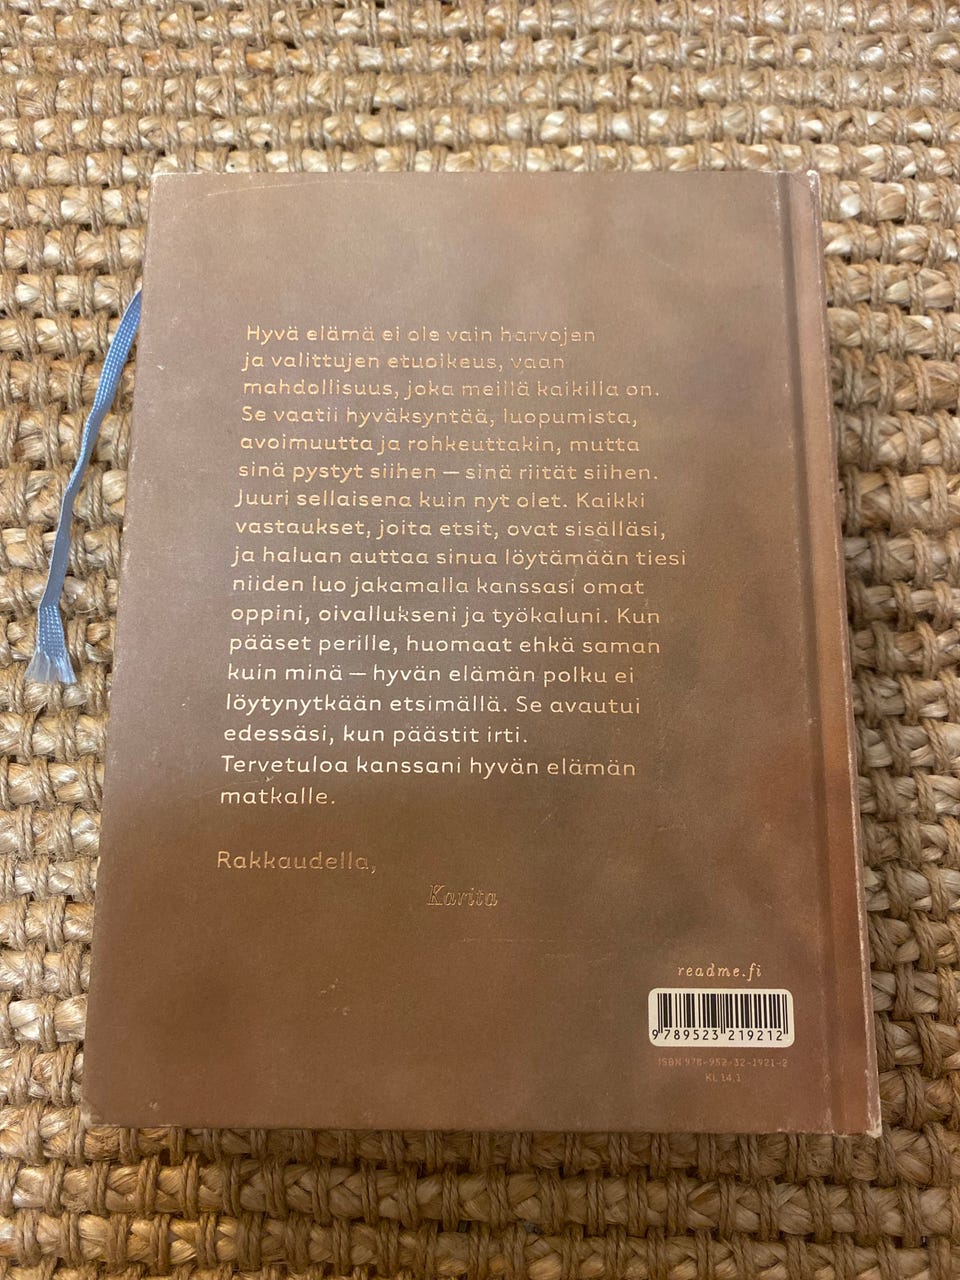 Hyvä elämä ei ole vain harvojen
ja valittujen etuoikeus, vaan
mahdollisuus, joka meillä kaikilla on.
Se vaatii hyväksyntää, luopumista,
avoimuutta ja rohkeuttakin, mutta
sinä pystyt siihen – sinä riität siihen.
Juuri sellaisena kuin nyt olet. Kaikki
vastaukset, joita etsit, ovat sisälläsi,
ja haluan auttaa sinua löytämään tiesi
niiden luo jakamalla kanssasi omat
oppini, oivallukseni ja työkaluni. Kun
pääset perille, huomaat ehkä saman
kuin minä – hyvän elämän polku ei
löytynytkään etsimällä. Se avautui
edessäsi, kun päästit irti.
Tervetuloa kanssani hyvän elämän
matkalle.
Rakkaudella,
Karita
readme.fi
9 789523 219212
ISBN 978-952-32-1921-2
KL 14.1